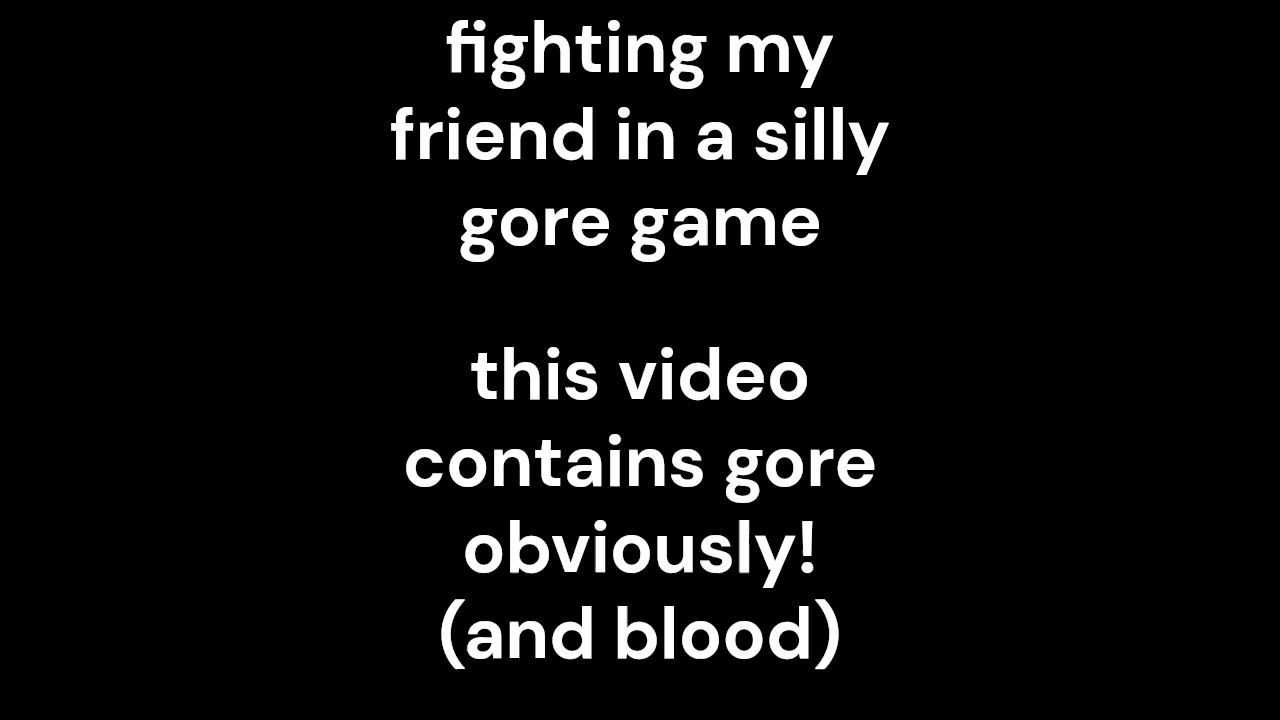 fighting my
friend in a silly
gore game
this video
contains gore
obviously!
(and blood)